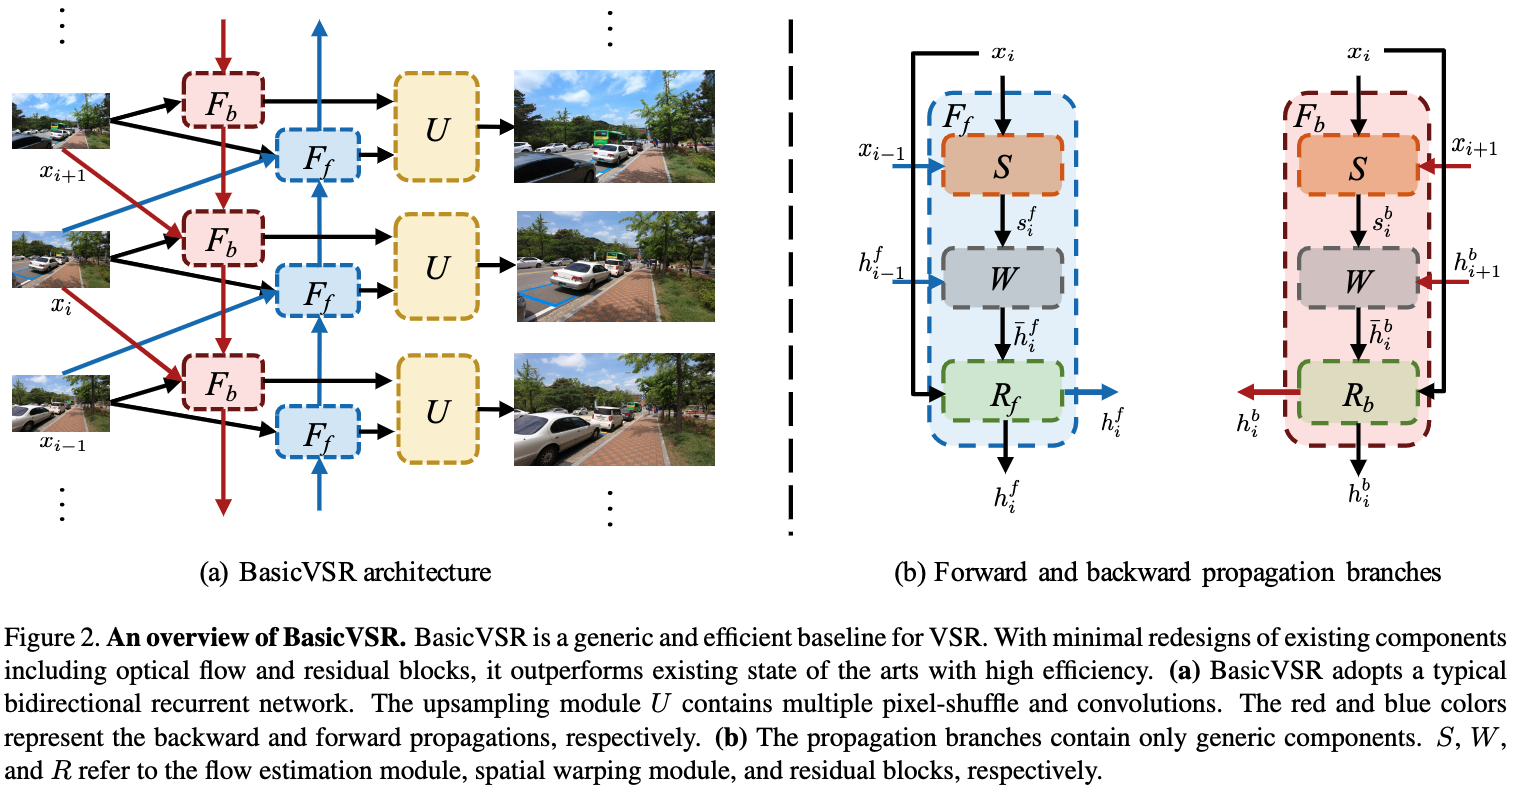 F_b
U
F_f
x_{i+1}
F_b
U
F_f
x_i
F_b
U
F_f
x_{i-1}
(a) BasicVSR architecture
x_i
F_f
x_{i-1}
S
s_i^f
h_{i-1}^f
W
\bar{h}_i^f
R_f
h_i^f
h_i^f
x_i
F_b
x_{i+1}
S
s_i^b
h_{i+1}^b
W
\bar{h}_i^b
R_b
h_i^b
h_i^b
(b) Forward and backward propagation branches
Figure 2. An overview of BasicVSR. BasicVSR is a generic and efficient baseline for VSR. With minimal redesigns of existing components
including optical flow and residual blocks, it outperforms existing state of the arts with high efficiency. (a) BasicVSR adopts a typical
bidirectional recurrent network. The upsampling module U contains multiple pixel-shuffle and convolutions. The red and blue colors
represent the backward and forward propagations, respectively. (b) The propagation branches contain only generic components. S, W,
and R refer to the flow estimation module, spatial warping module, and residual blocks, respectively.